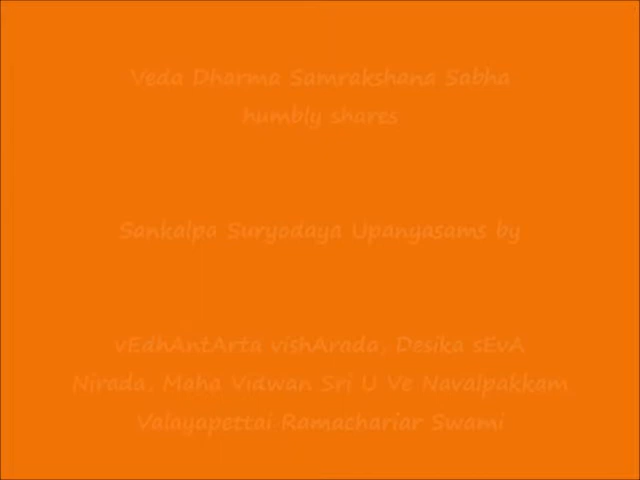 Veda Dharma Samrakshana Sabha
humbly shares
Sankalpa Suryodaya Upanyasams by
vEdhAntArta vishArada, Desika sEvA
Nirada, Maha Vidwan Sri U Ve Navalpakkam
Valayapettai Ramachariar Swami